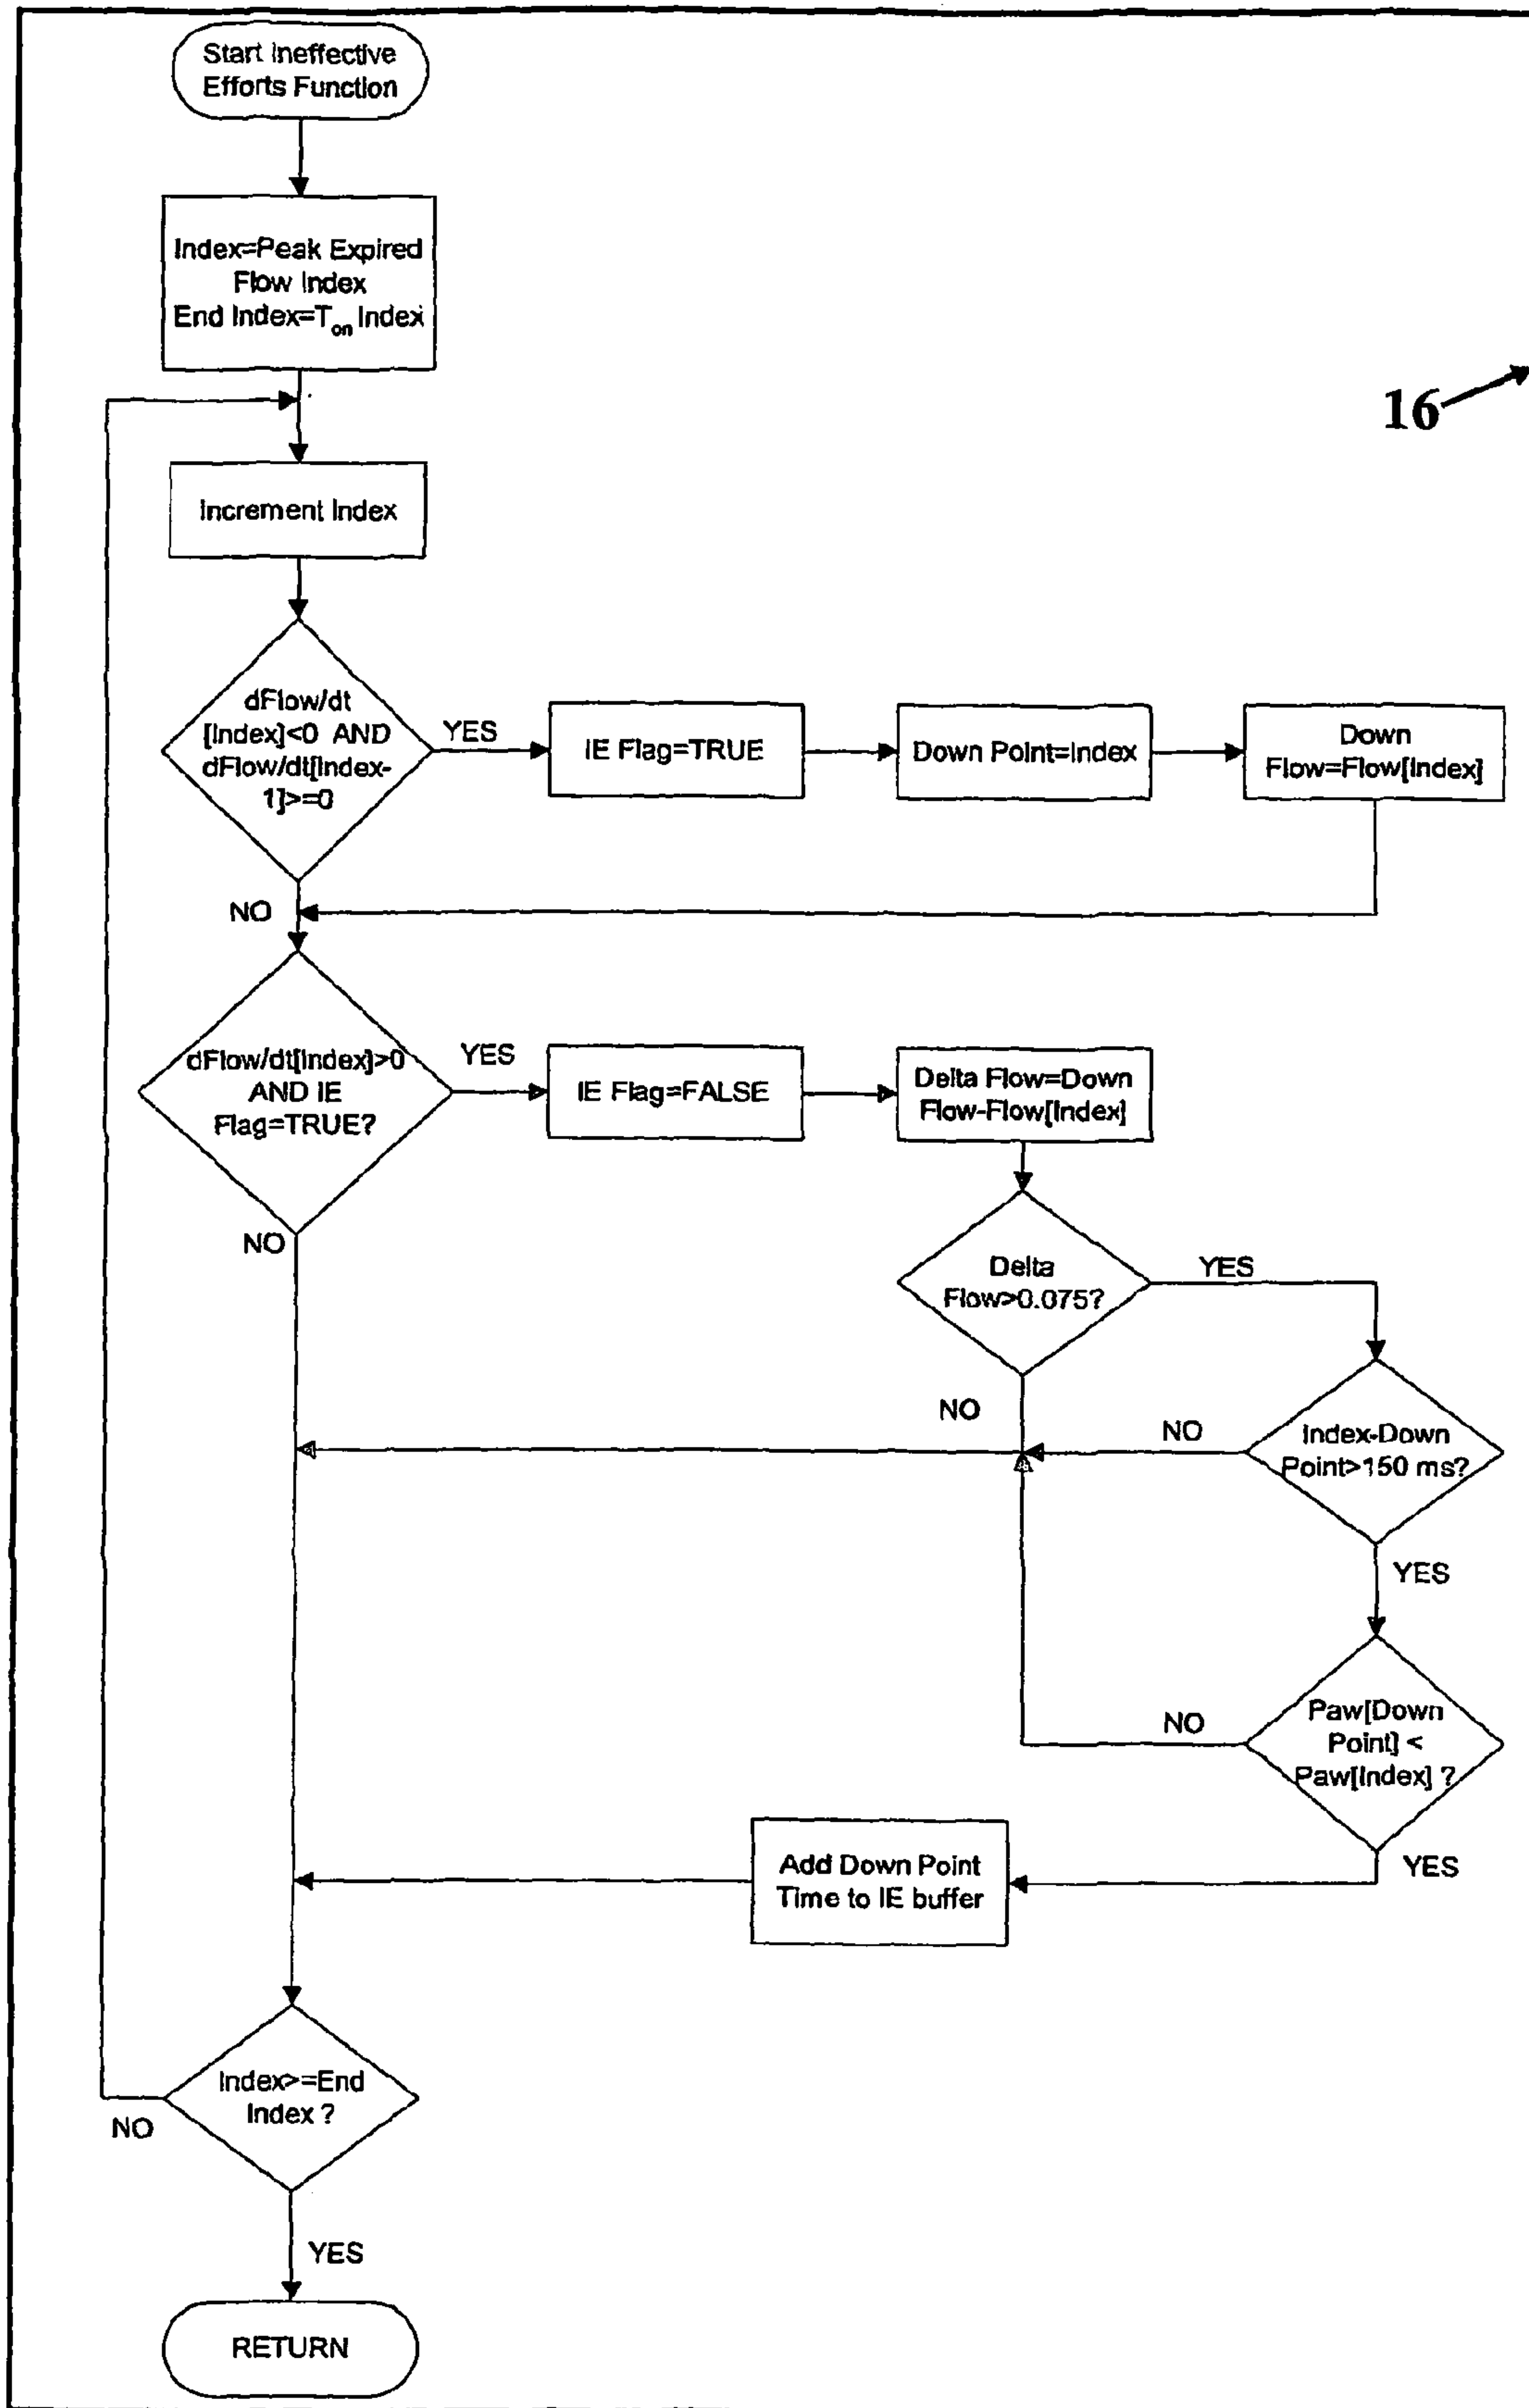 Start Ineffective
Efforts Function
Index=Peak Expired
Flow Index
End Index=Ton Index
16
Increment Index
dFlow/dt
[Index]<0 AND
dFlow/dt[Index-
1]>=0
YES
IE Flag=TRUE
Down Point=Index
Down
Flow=Flow[Index]
NO
dFlow/dt[Index]>0
AND IE
Flag=TRUE?
YES
IE Flag=FALSE
Delta Flow=Down
Flow-Flow[Index]
NO
Delta
Flow>0.075?
YES
NO
NO
Index-Down
Point>150 ms?
YES
NO
Paw[Down
Point] <
Paw[Index] ?
YES
Add Down Point
Time to IE buffer
Index>=End
Index ?
NO
YES
RETURN